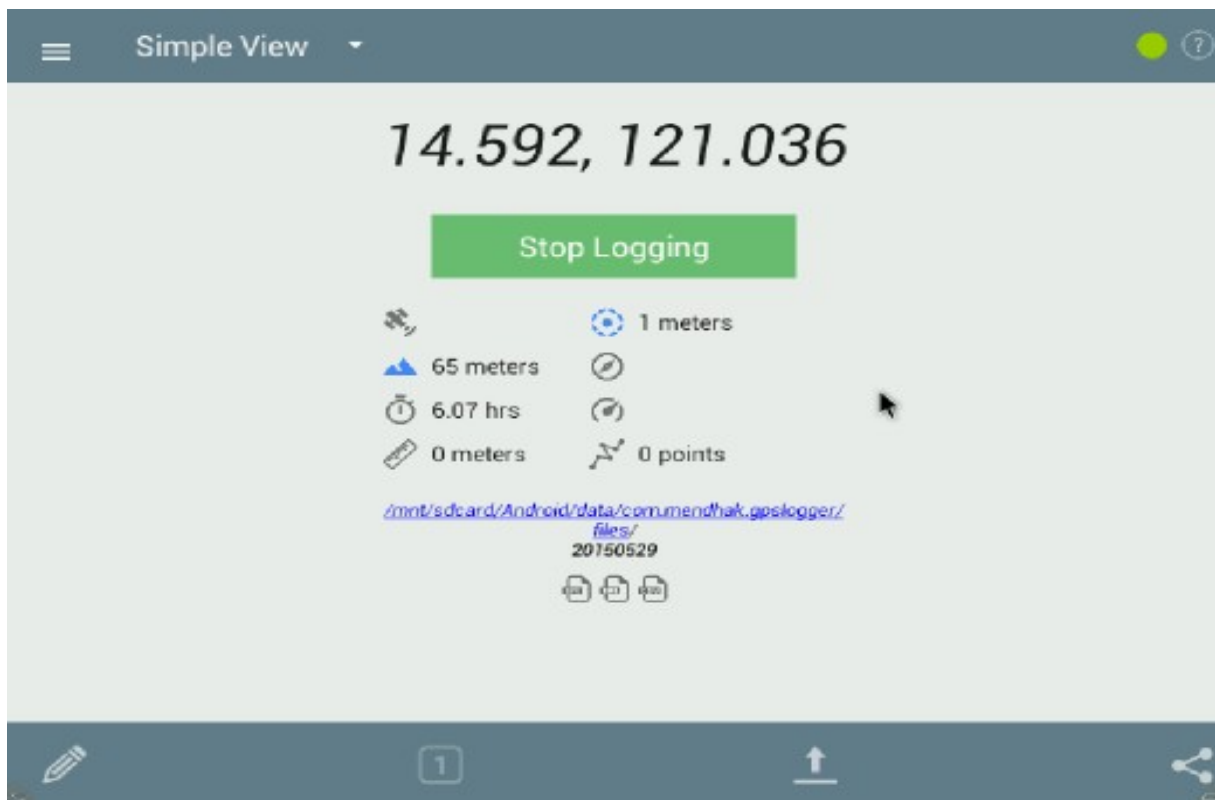 Simple View
?
14.592, 121.036
Stop Logging
1 meters
65 meters
6.07 hrs
0 meters
0 points
/mnt/sdcard/Android/data/com.mendhak.gpslogger/
files/
20150529
1